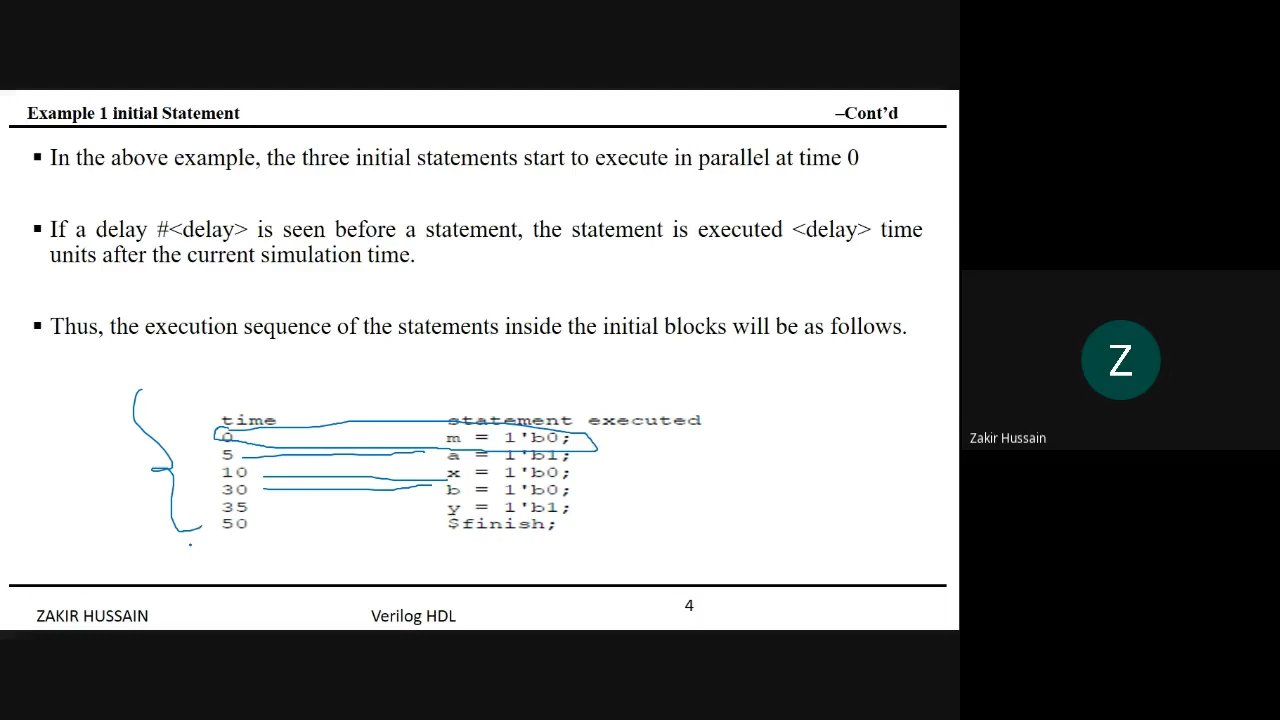 Example 1 initial Statement –Cont’d
▪ In the above example, the three initial statements start to execute in parallel at time 0
▪ If a delay #<delay> is seen before a statement, the statement is executed <delay> time
units after the current simulation time.
▪ Thus, the execution sequence of the statements inside the initial blocks will be as follows.
time statement executed
0 m = 1'b0;
5 a = 1'b1;
10 x = 1'b0;
30 b = 1'b0;
35 y = 1'b1;
50 $finish;
ZAKIR HUSSAIN Verilog HDL 4
Z
Zakir Hussain